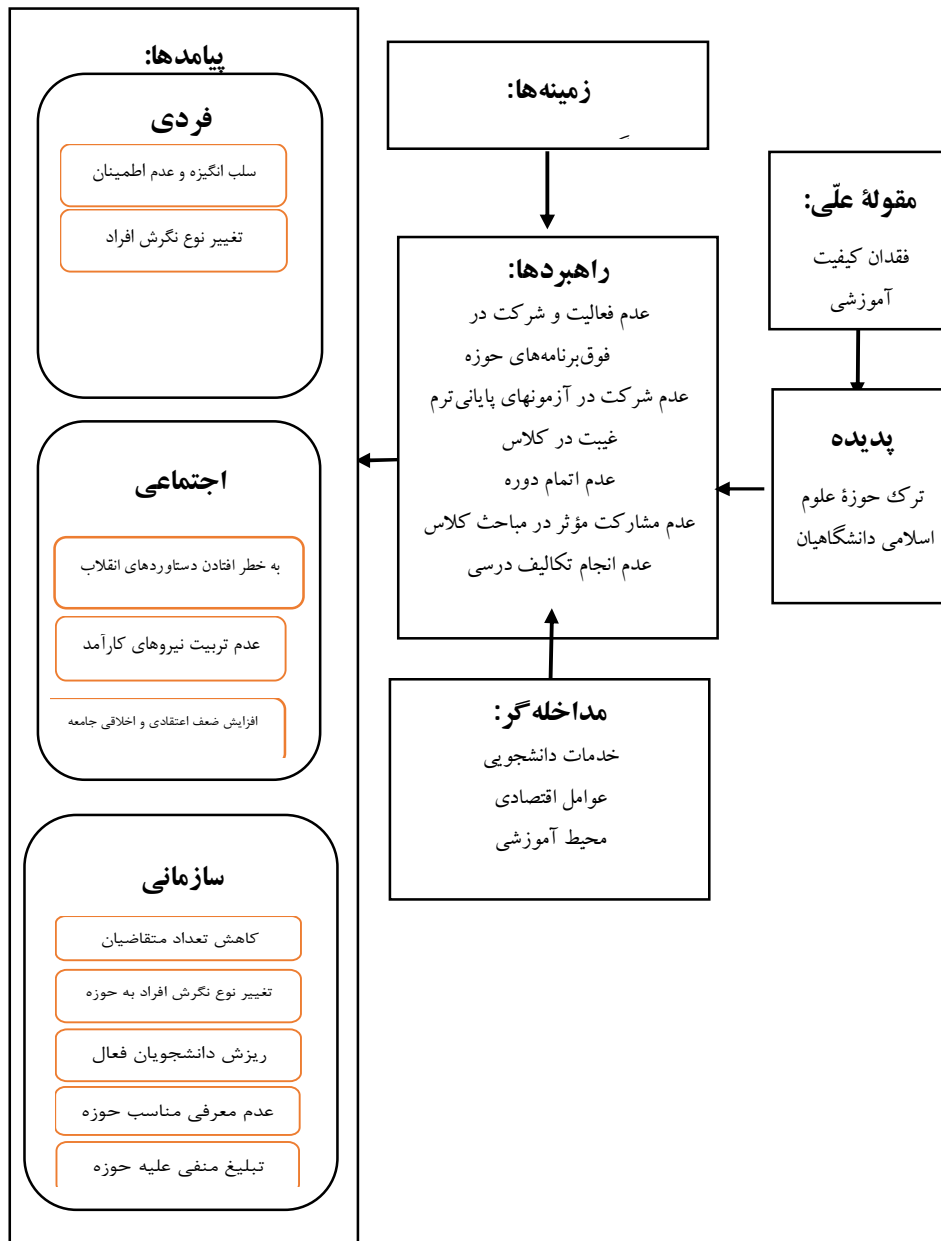 زمینه‌ها:
مقولهٔ علّی:
فقدان کیفیت
آموزشی
پدیده
ترک حوزهٔ علوم
اسلامی دانشگاهیان
راهبردها:
عدم فعالیت و شرکت در
فوق‌برنامه‌های حوزه
عدم شرکت در آزمونهای پایانی‌ترم
غیبت در کلاس
عدم اتمام دوره
عدم مشارکت مؤثر در مباحث کلاس
عدم انجام تکالیف درسی
مداخله‌گر:
خدمات دانشجویی
عوامل اقتصادی
محیط آموزشی
پیامدها:
فردی
سلب انگیزه و عدم اطمینان
تغییر نوع نگرش افراد
اجتماعی
به خطر افتادن دستاوردهای انقلاب
عدم تربیت نیروهای کارآمد
افزایش ضعف اعتقادی و اخلاقی جامعه
سازمانی
کاهش تعداد متقاضیان
تغییر نوع نگرش افراد به حوزه
ریزش دانشجویان فعال
عدم معرفی مناسب حوزه
تبلیغ منفی علیه حوزه